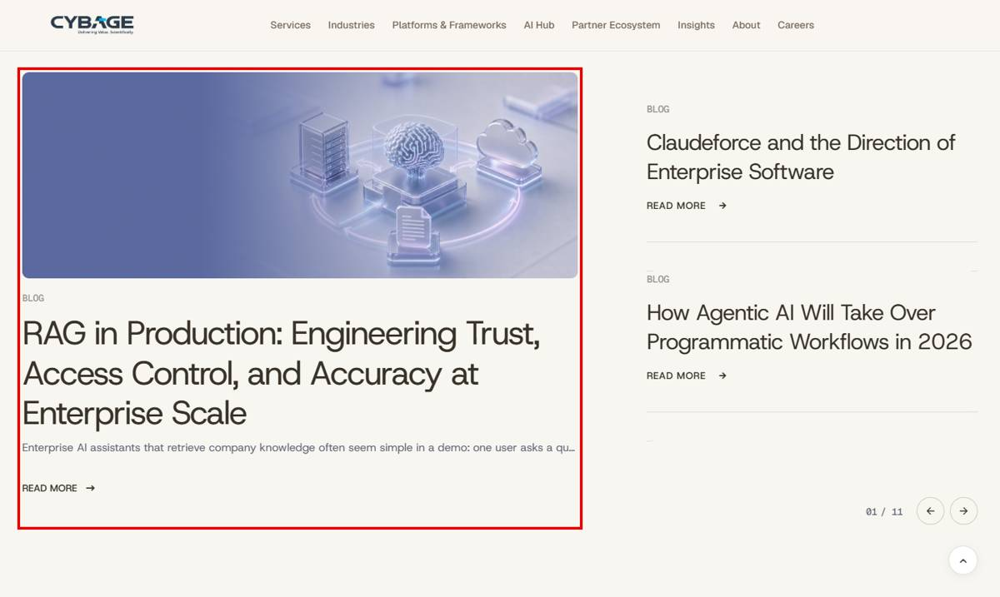 CYBAGE
Delivering Value. Scientifically.
Services Industries Platforms & Frameworks AI Hub Partner Ecosystem Insights About Careers
BLOG
RAG in Production: Engineering Trust,
Access Control, and Accuracy at
Enterprise Scale
Enterprise AI assistants that retrieve company knowledge often seem simple in a demo: one user asks a qu...
READ MORE →
BLOG
Claudeforce and the Direction of
Enterprise Software
READ MORE →
BLOG
How Agentic AI Will Take Over
Programmatic Workflows in 2026
READ MORE →
01 / 11